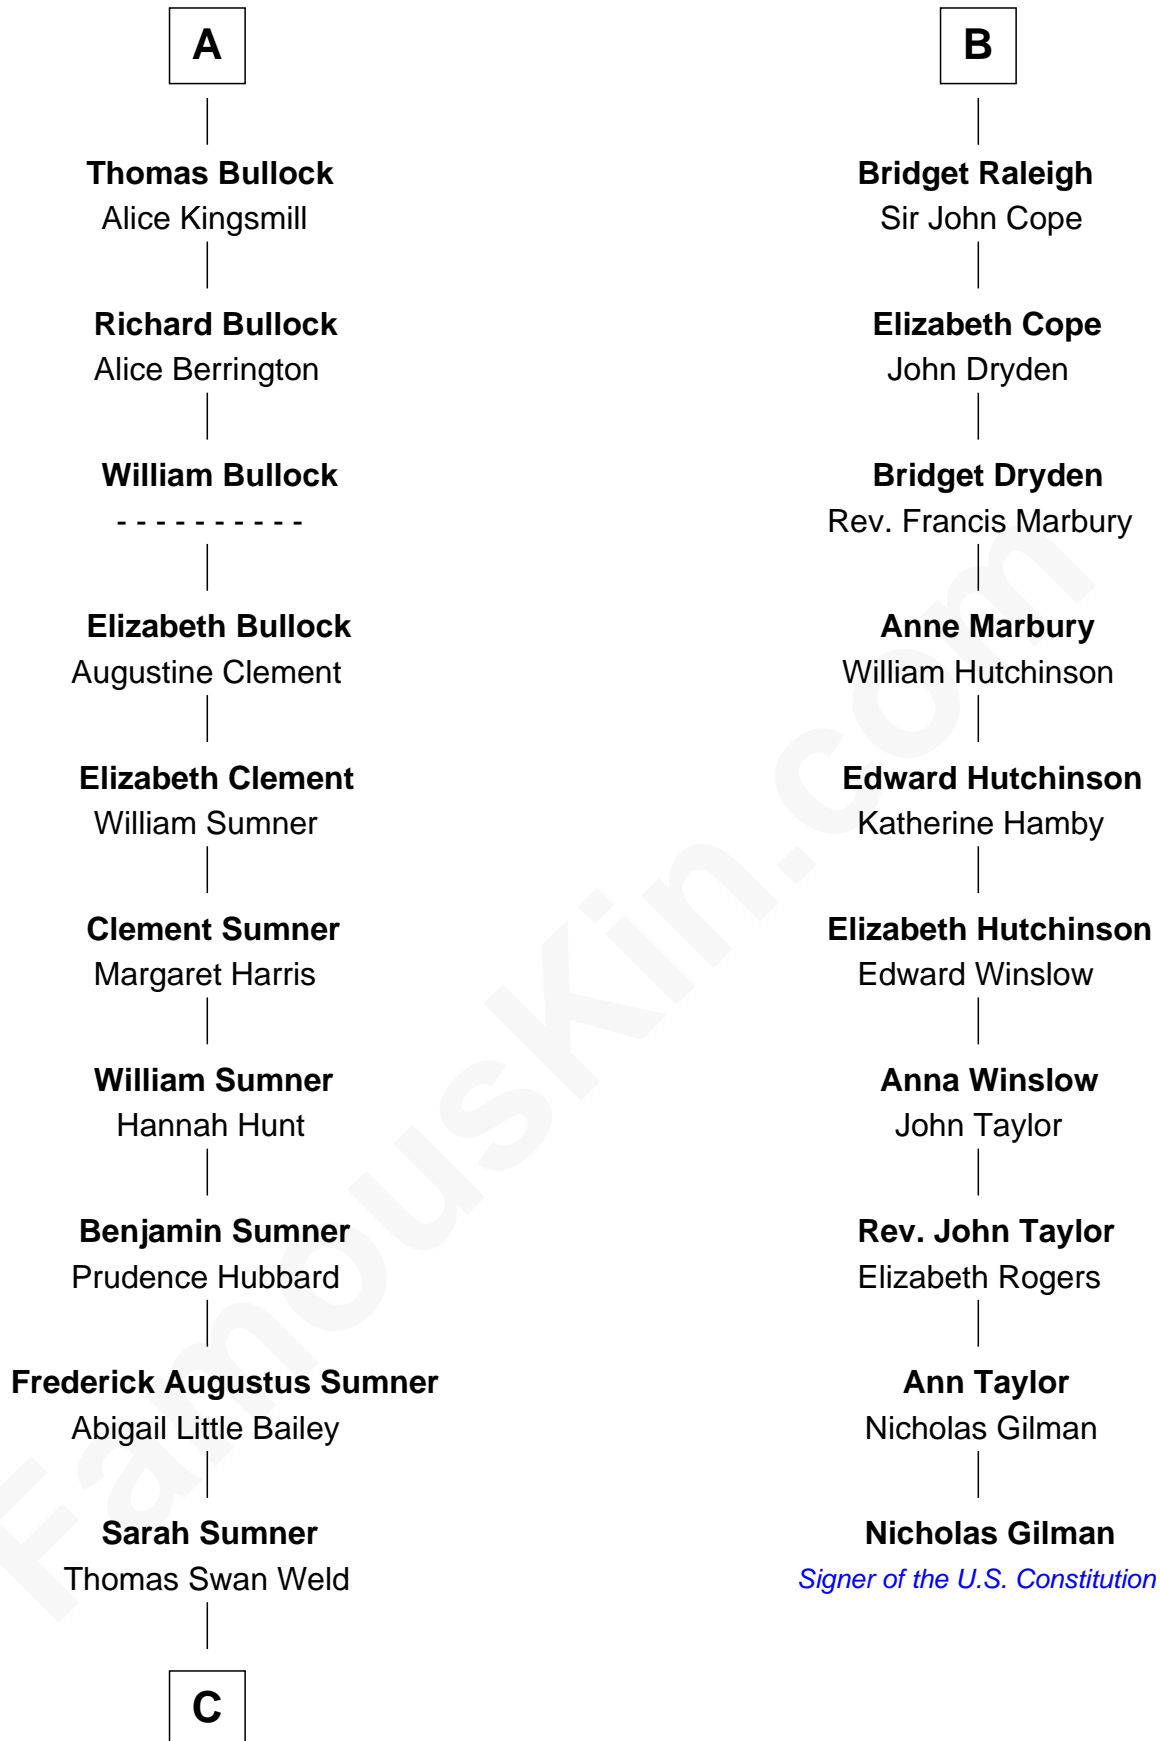 A
Thomas Bullock
Alice Kingsmill
Richard Bullock
Alice Berrington
William Bullock
- - - - - - - - - -
Elizabeth Bullock
Augustine Clement
Elizabeth Clement
William Sumner
Clement Sumner
Margaret Harris
William Sumner
Hannah Hunt
Benjamin Sumner
Prudence Hubbard
Frederick Augustus Sumner
Abigail Little Bailey
Sarah Sumner
Thomas Swan Weld
C
B
Bridget Raleigh
Sir John Cope
Elizabeth Cope
John Dryden
Bridget Dryden
Rev. Francis Marbury
Anne Marbury
William Hutchinson
Edward Hutchinson
Katherine Hamby
Elizabeth Hutchinson
Edward Winslow
Anna Winslow
John Taylor
Rev. John Taylor
Elizabeth Rogers
Ann Taylor
Nicholas Gilman
Nicholas Gilman
Signer of the U.S. Constitution
FamousKin.com